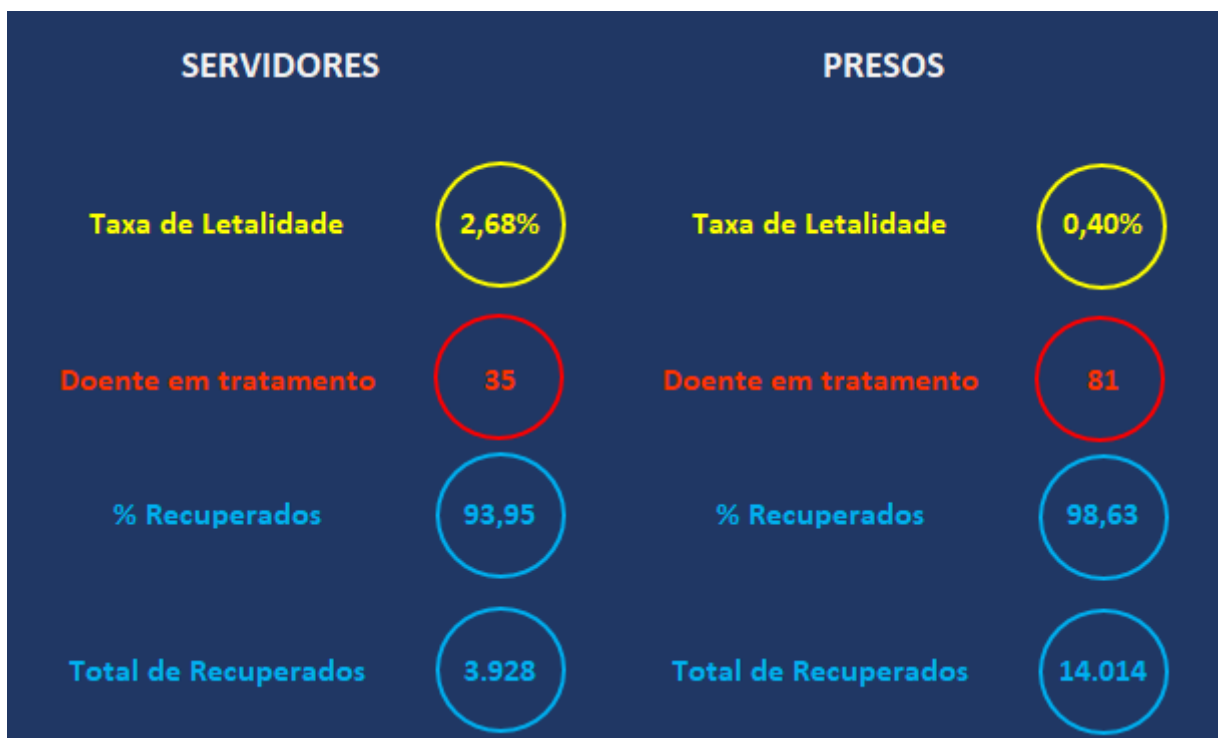 SERVIDORES
PRESOS
Taxa de Letalidade
2,68%
Taxa de Letalidade
0,40%
Doente em tratamento
35
Doente em tratamento
81
% Recuperados
93,95
% Recuperados
98,63
Total de Recuperados
3.928
Total de Recuperados
14.014